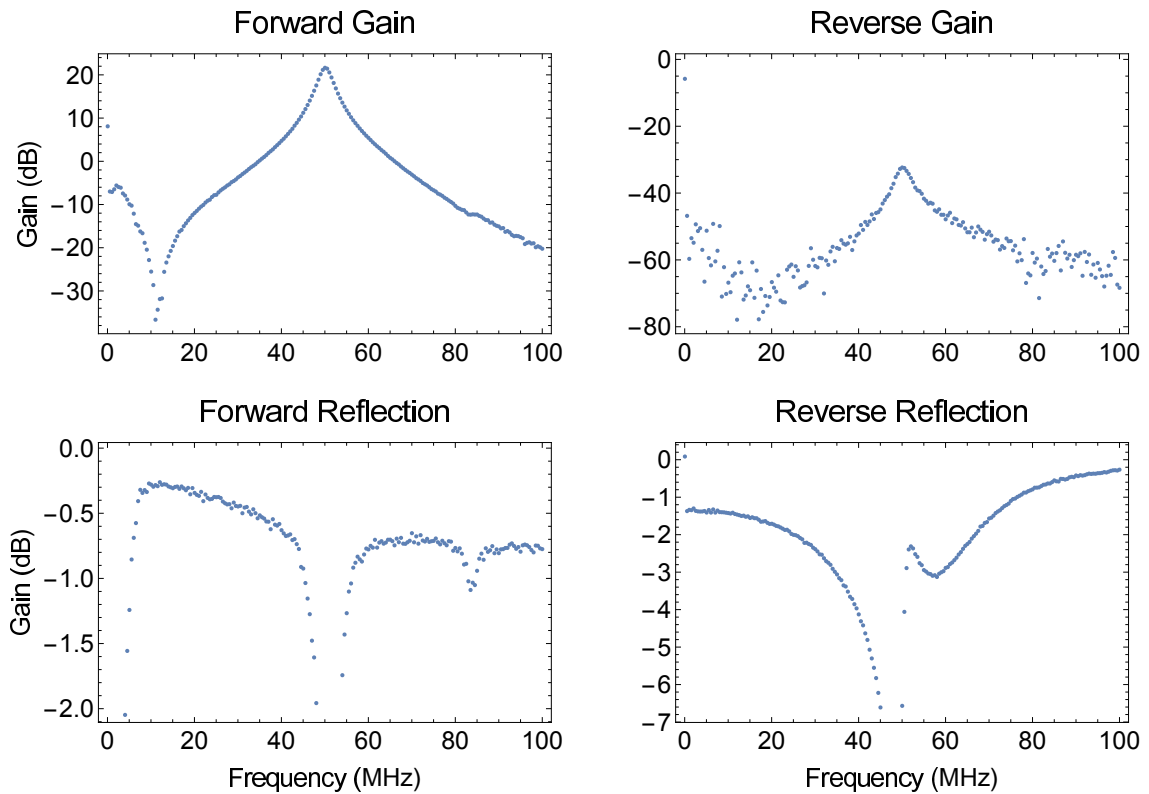 Forward Gain
Reverse Gain
Gain (dB)
20
10
0
−10
−20
−30
0 20 40 60 80 100
0
−20
−40
−60
−80
0 20 40 60 80 100
Forward Reflection
Reverse Reflection
Gain (dB)
0.0
−0.5
−1.0
−1.5
−2.0
0 20 40 60 80 100
Frequency (MHz)
0
−1
−2
−3
−4
−5
−6
−7
0 20 40 60 80 100
Frequency (MHz)